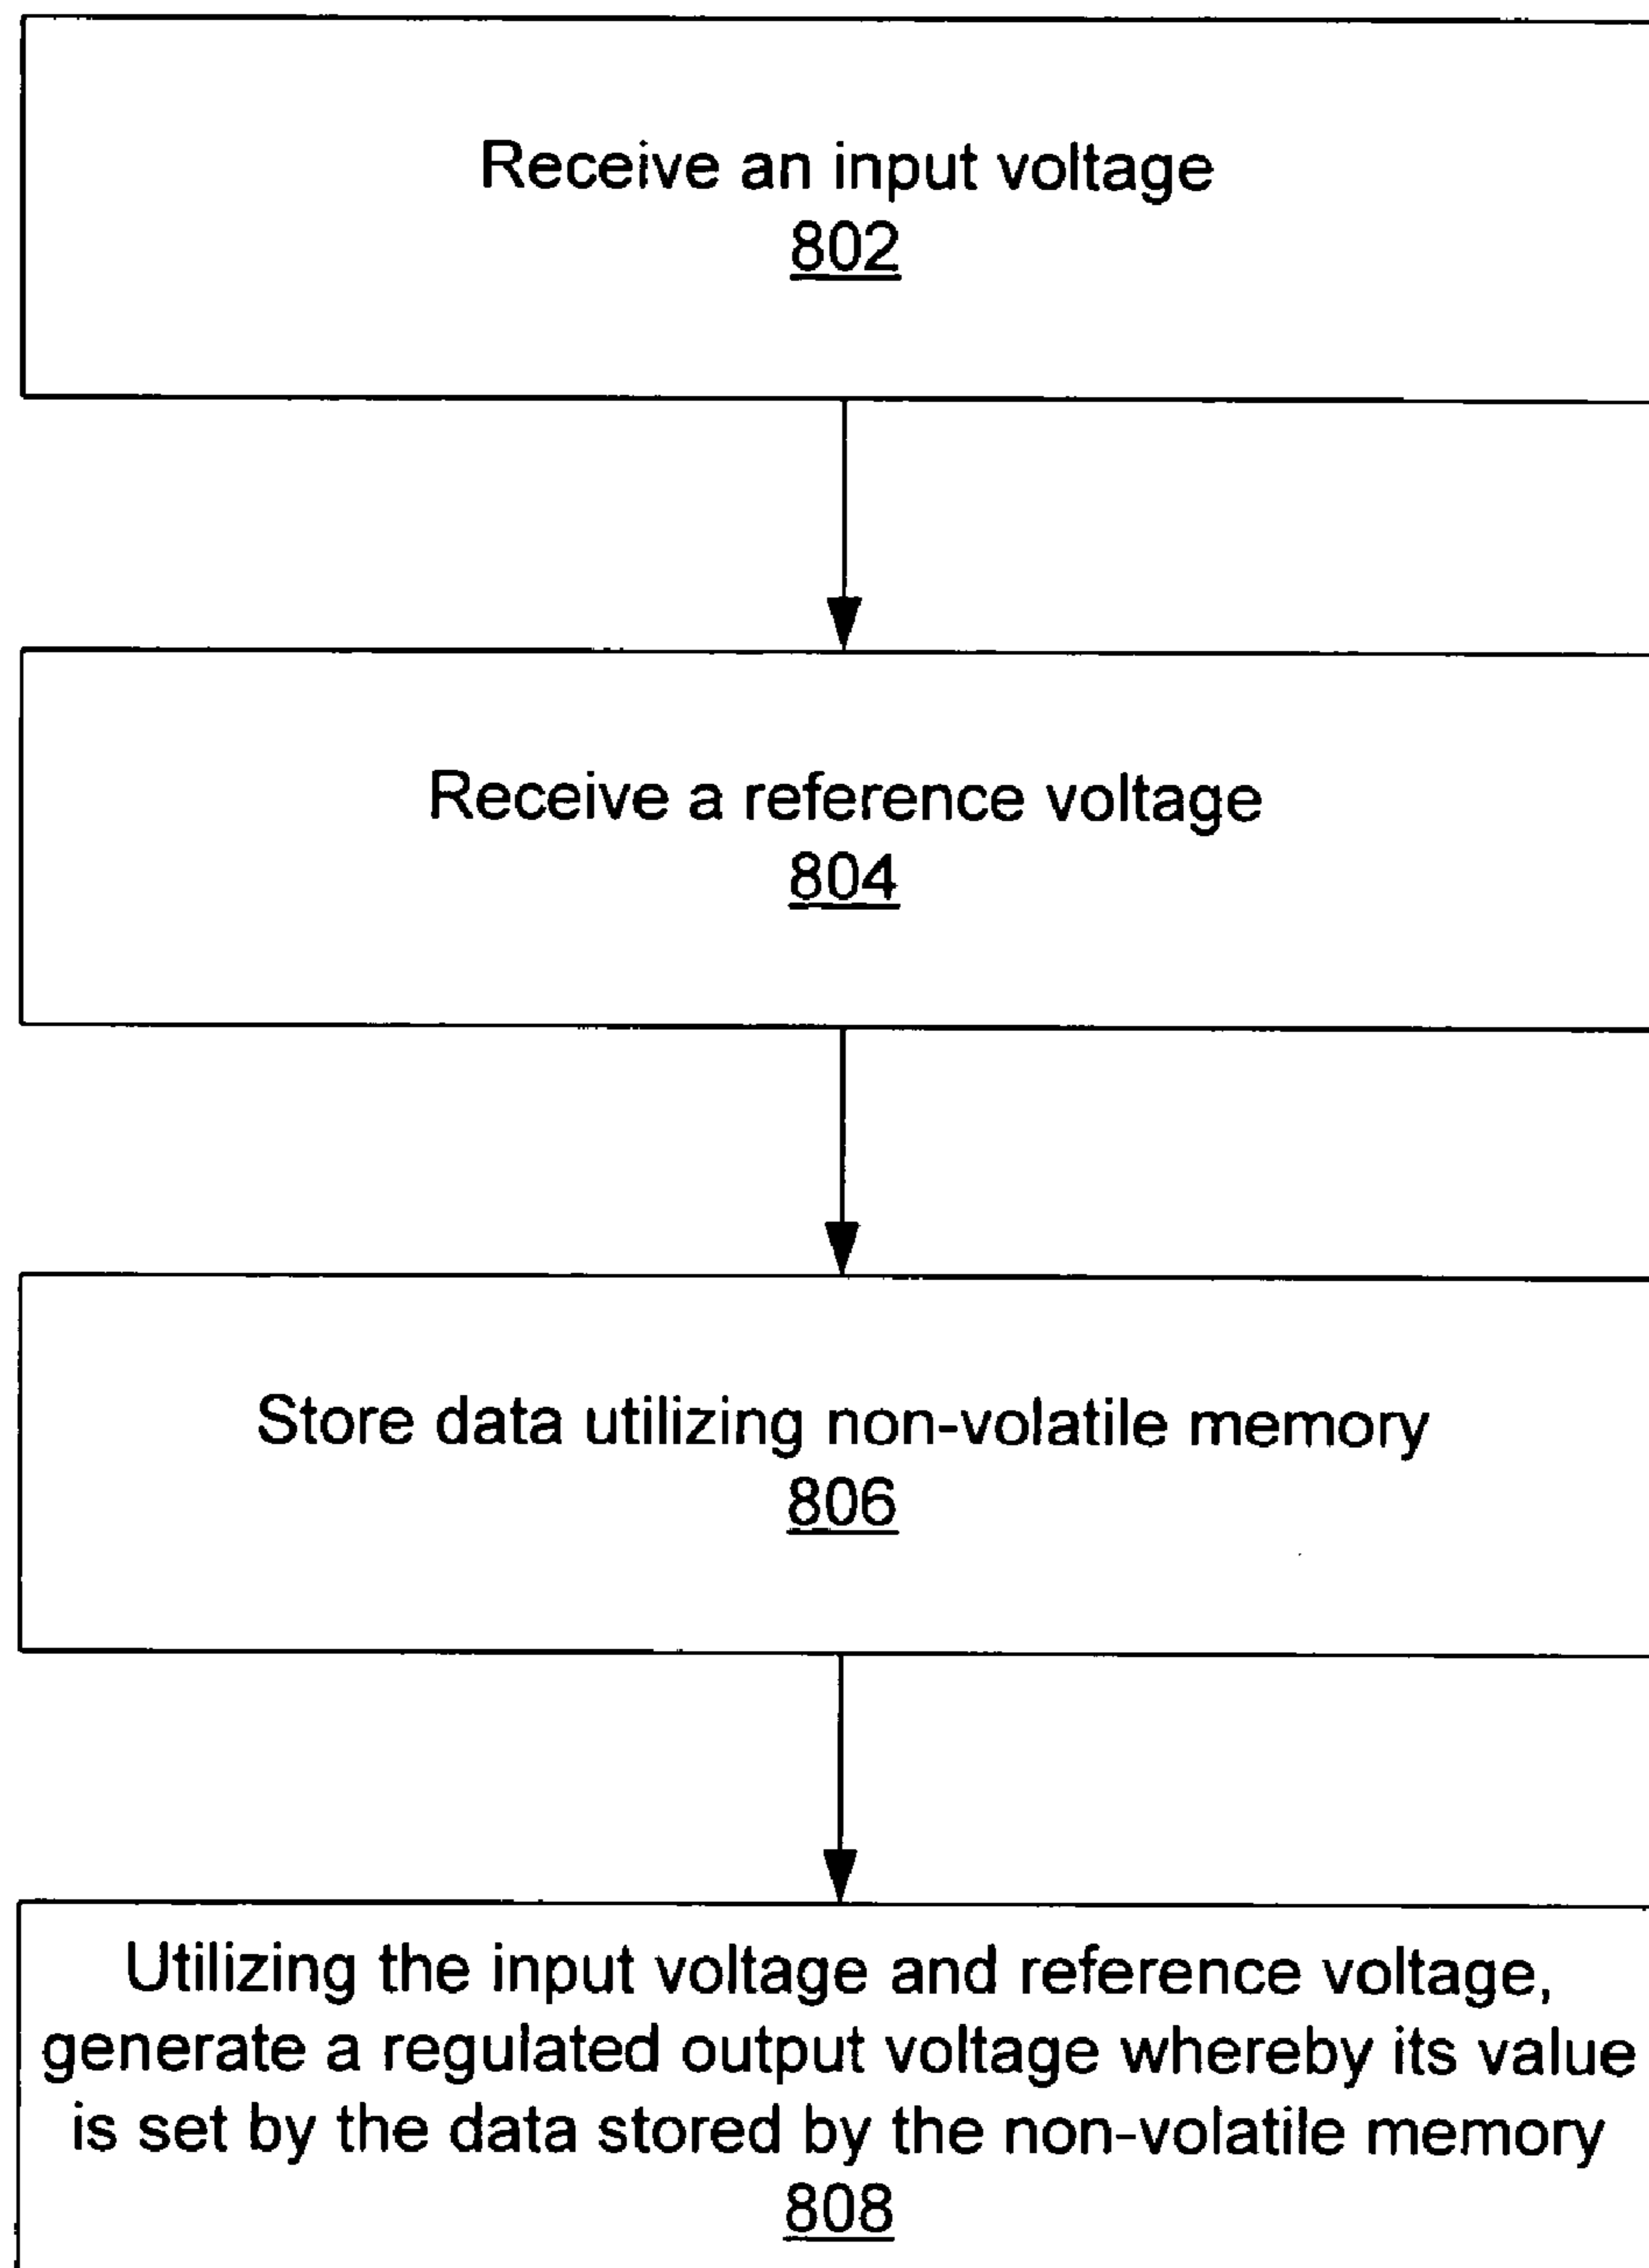 Receive an input voltage
802
Receive a reference voltage
804
Store data utilizing non-volatile memory
806
Utilizing the input voltage and reference voltage,
generate a regulated output voltage whereby its value
is set by the data stored by the non-volatile memory
808